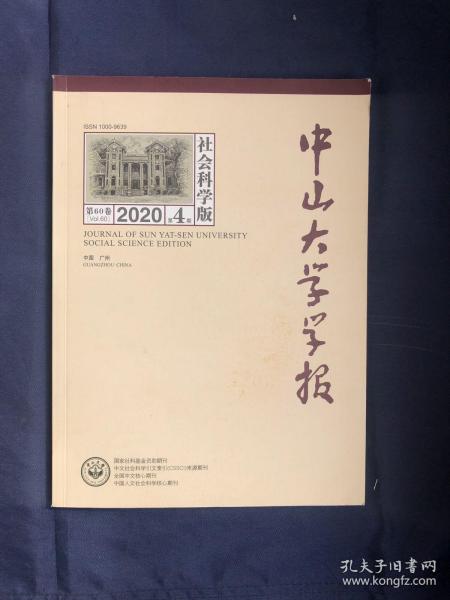 ISSN 1000-9639
社会科学版
第60卷
(Vol.60)
2020
第4期
JOURNAL OF SUN YAT-SEN UNIVERSITY
SOCIAL SCIENCE EDITION
中国 广州
GUANGZHOU CHINA
中山大学学报
国家社科基金资助期刊
中文社会科学引文索引(CSSCI)来源期刊
全国中文核心期刊
中国人文社会科学核心期刊
孔夫子旧书网
www.kongfz.com